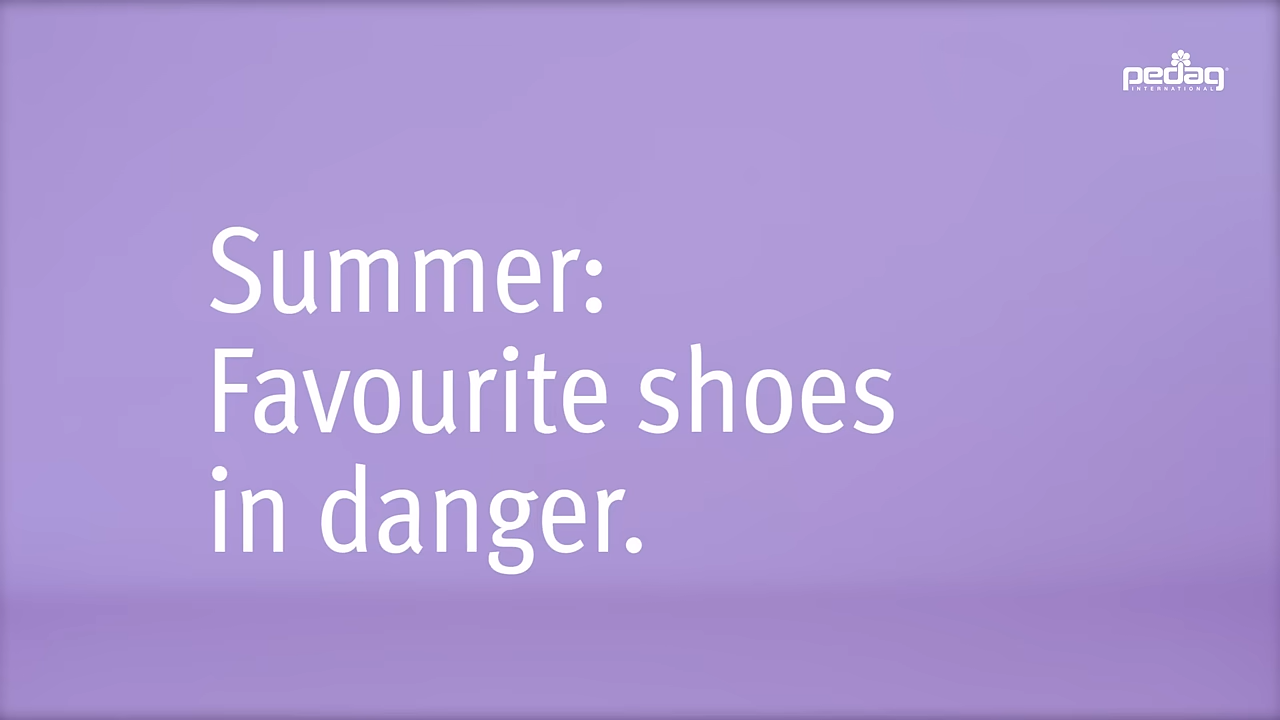 pedag
INTERNATIONAL
Summer:
Favourite shoes
in danger.